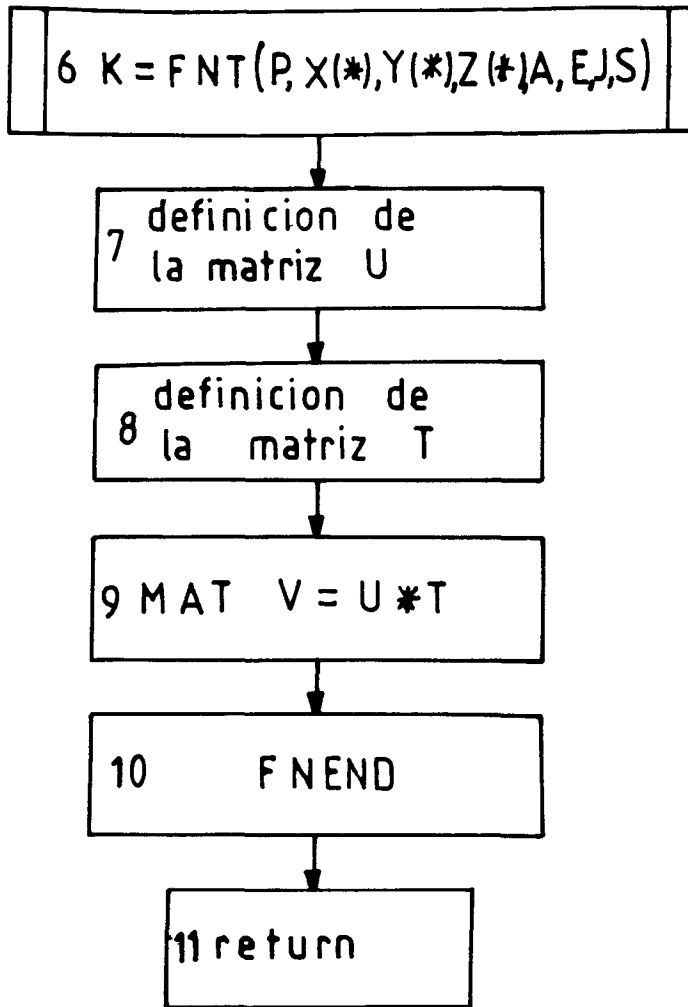 6 K = FNT(P, X(*), Y(*), Z(*), A, E, J, S)
7 definicion de
la matriz U
8 definicion de
la matriz T
9 MAT V = U * T
10 FNEND
11 return